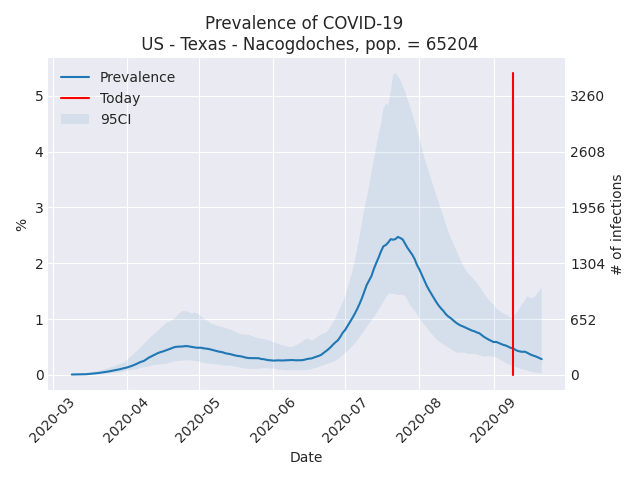 Prevalence of COVID-19
US - Texas - Nacogdoches, pop. = 65204
Prevalence
Today
95CI
5
4
3
2
1
0
%
3260
2608
1956
1304
652
0
# of infections
2020-03
2020-04
2020-05
2020-06
2020-07
2020-08
2020-09
Date